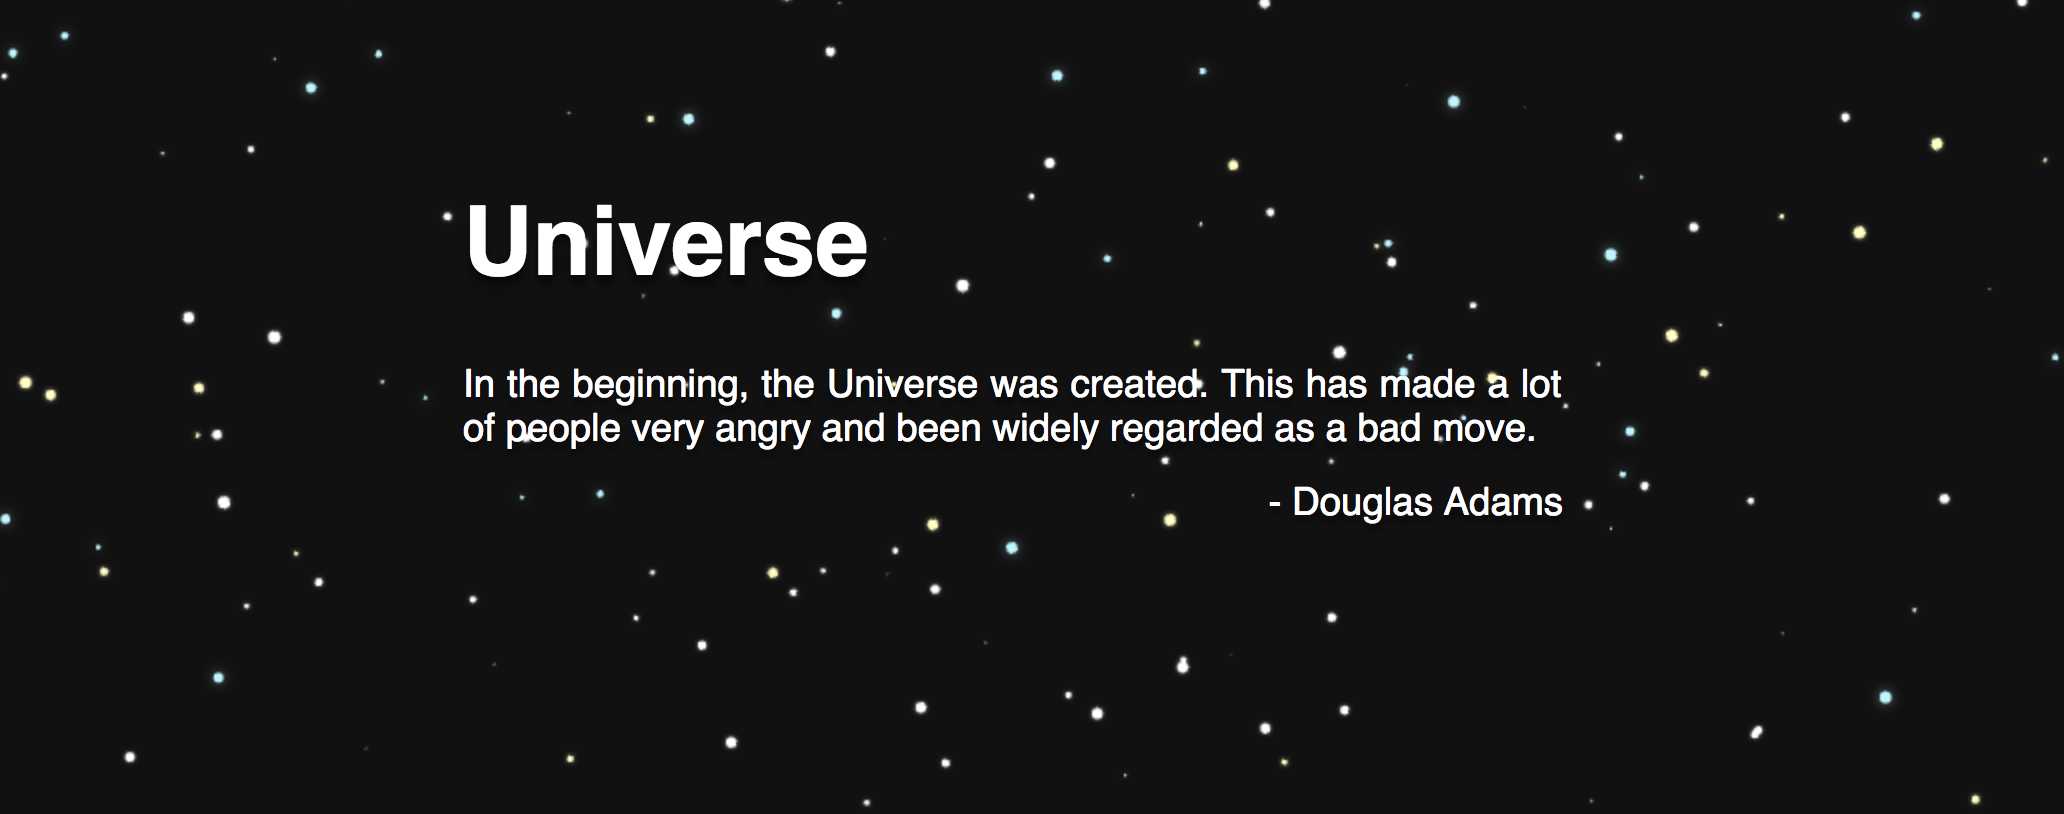 Universe
In the beginning, the Universe was created. This has made a lot
of people very angry and been widely regarded as a bad move.
- Douglas Adams